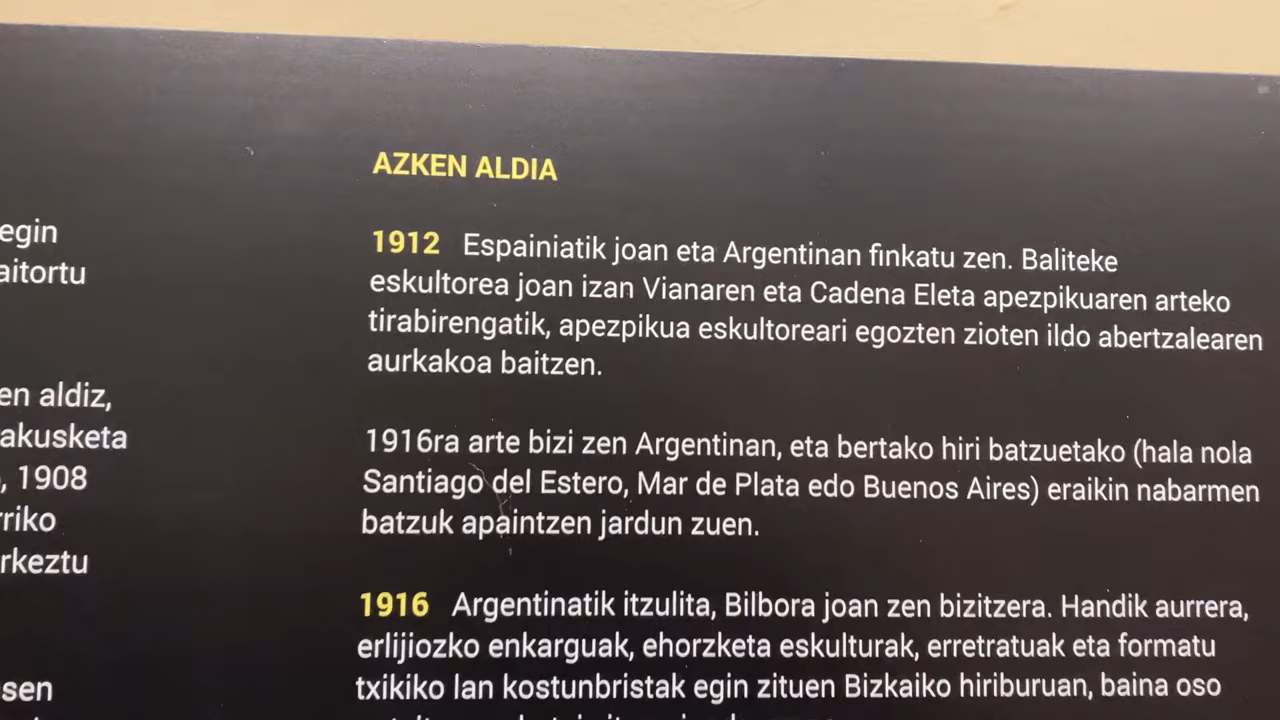 egin
aitortu
en aldiz,
akusketa
, 1908
rriko
rkeztu
sen
AZKEN ALDIA
1912 Espainiatik joan eta Argentinan finkatu zen. Baliteke
eskultorea joan izan Vianaren eta Cadena Eleta apezpikuaren arteko
tirabirengatik, apezpikua eskultoreari egozten zioten ildo abertzalearen
aurkakoa baitzen.
1916ra arte bizi zen Argentinan, eta bertako hiri batzuetako (hala nola
Santiago del Estero, Mar de Plata edo Buenos Aires) eraikin nabarmen
batzuk apaintzen jardun zuen.
1916 Argentinatik itzulita, Bilbora joan zen bizitzera. Handik aurrera,
erlijiozko enkarguak, ehorzketa eskulturak, erretratuak eta formatu
txikiko lan kostunbristak egin zituen Bizkaiko hiriburuan, baina oso